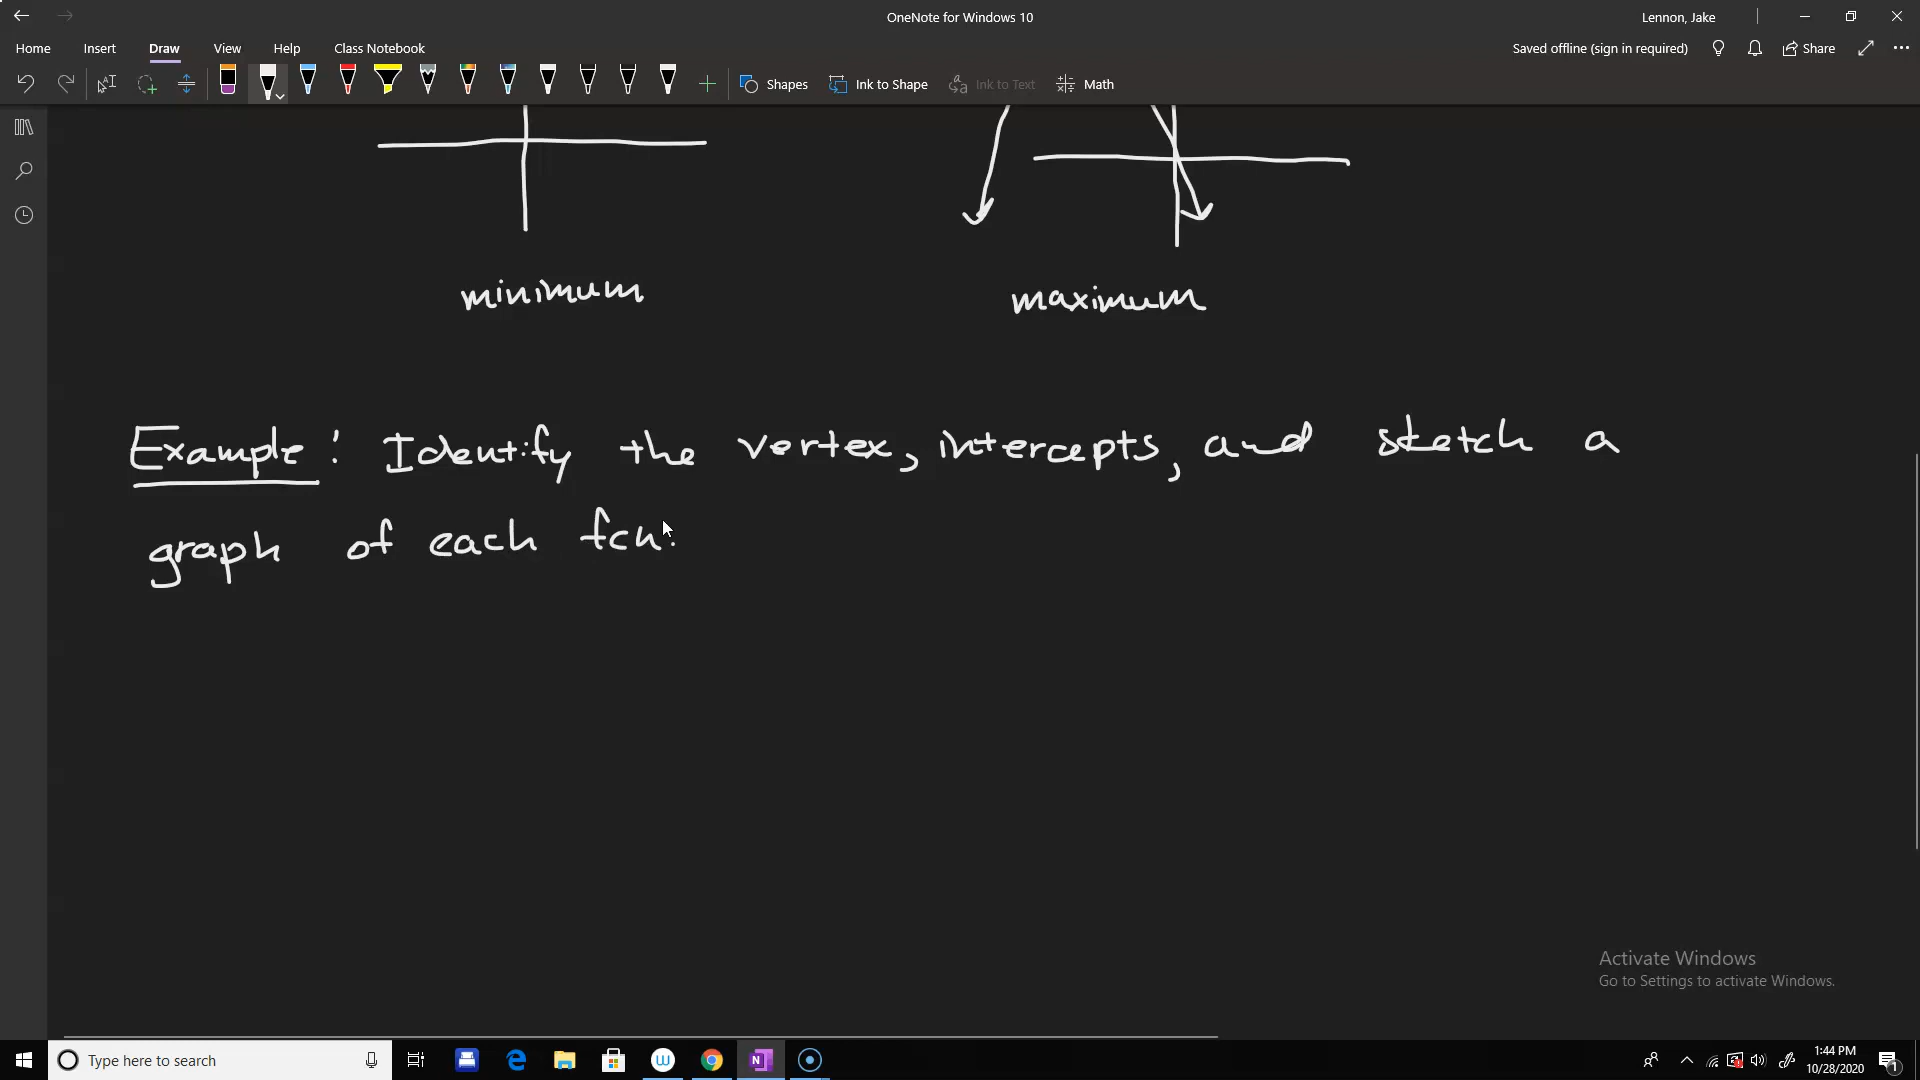 OneNote for Windows 10
Lennon, Jake
Home Insert Draw View Help Class Notebook
Saved offline (sign in required) Share
Shapes Ink to Shape Ink to Text Math
minimum maximum
Example: Identify the vertex, intercepts, and sketch a
graph of each fcn.
Activate Windows
Go to Settings to activate Windows.
Type here to search
1:44 PM
10/28/2020